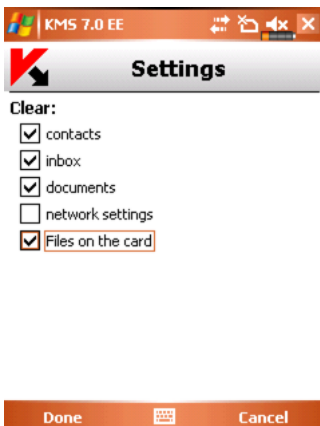 KMS 7.0 EE
Settings
Clear:
contacts
inbox
documents
network settings
Files on the card
Done
Cancel